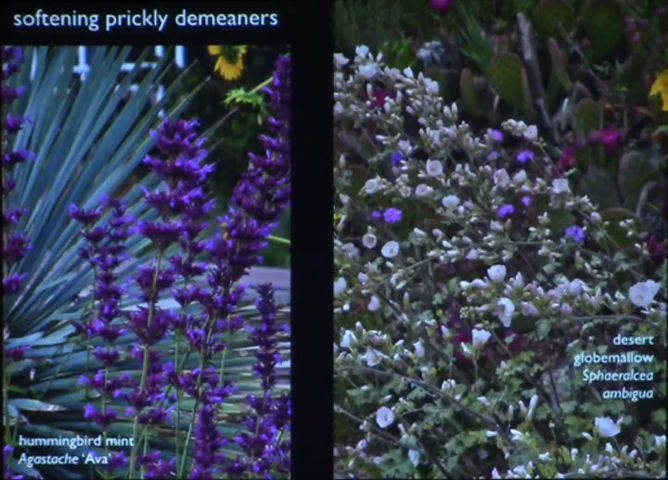 softening prickly demeaners
hummingbird mint
Agastache 'Ava'
desert
globemallow
Sphaeralcea
ambigua